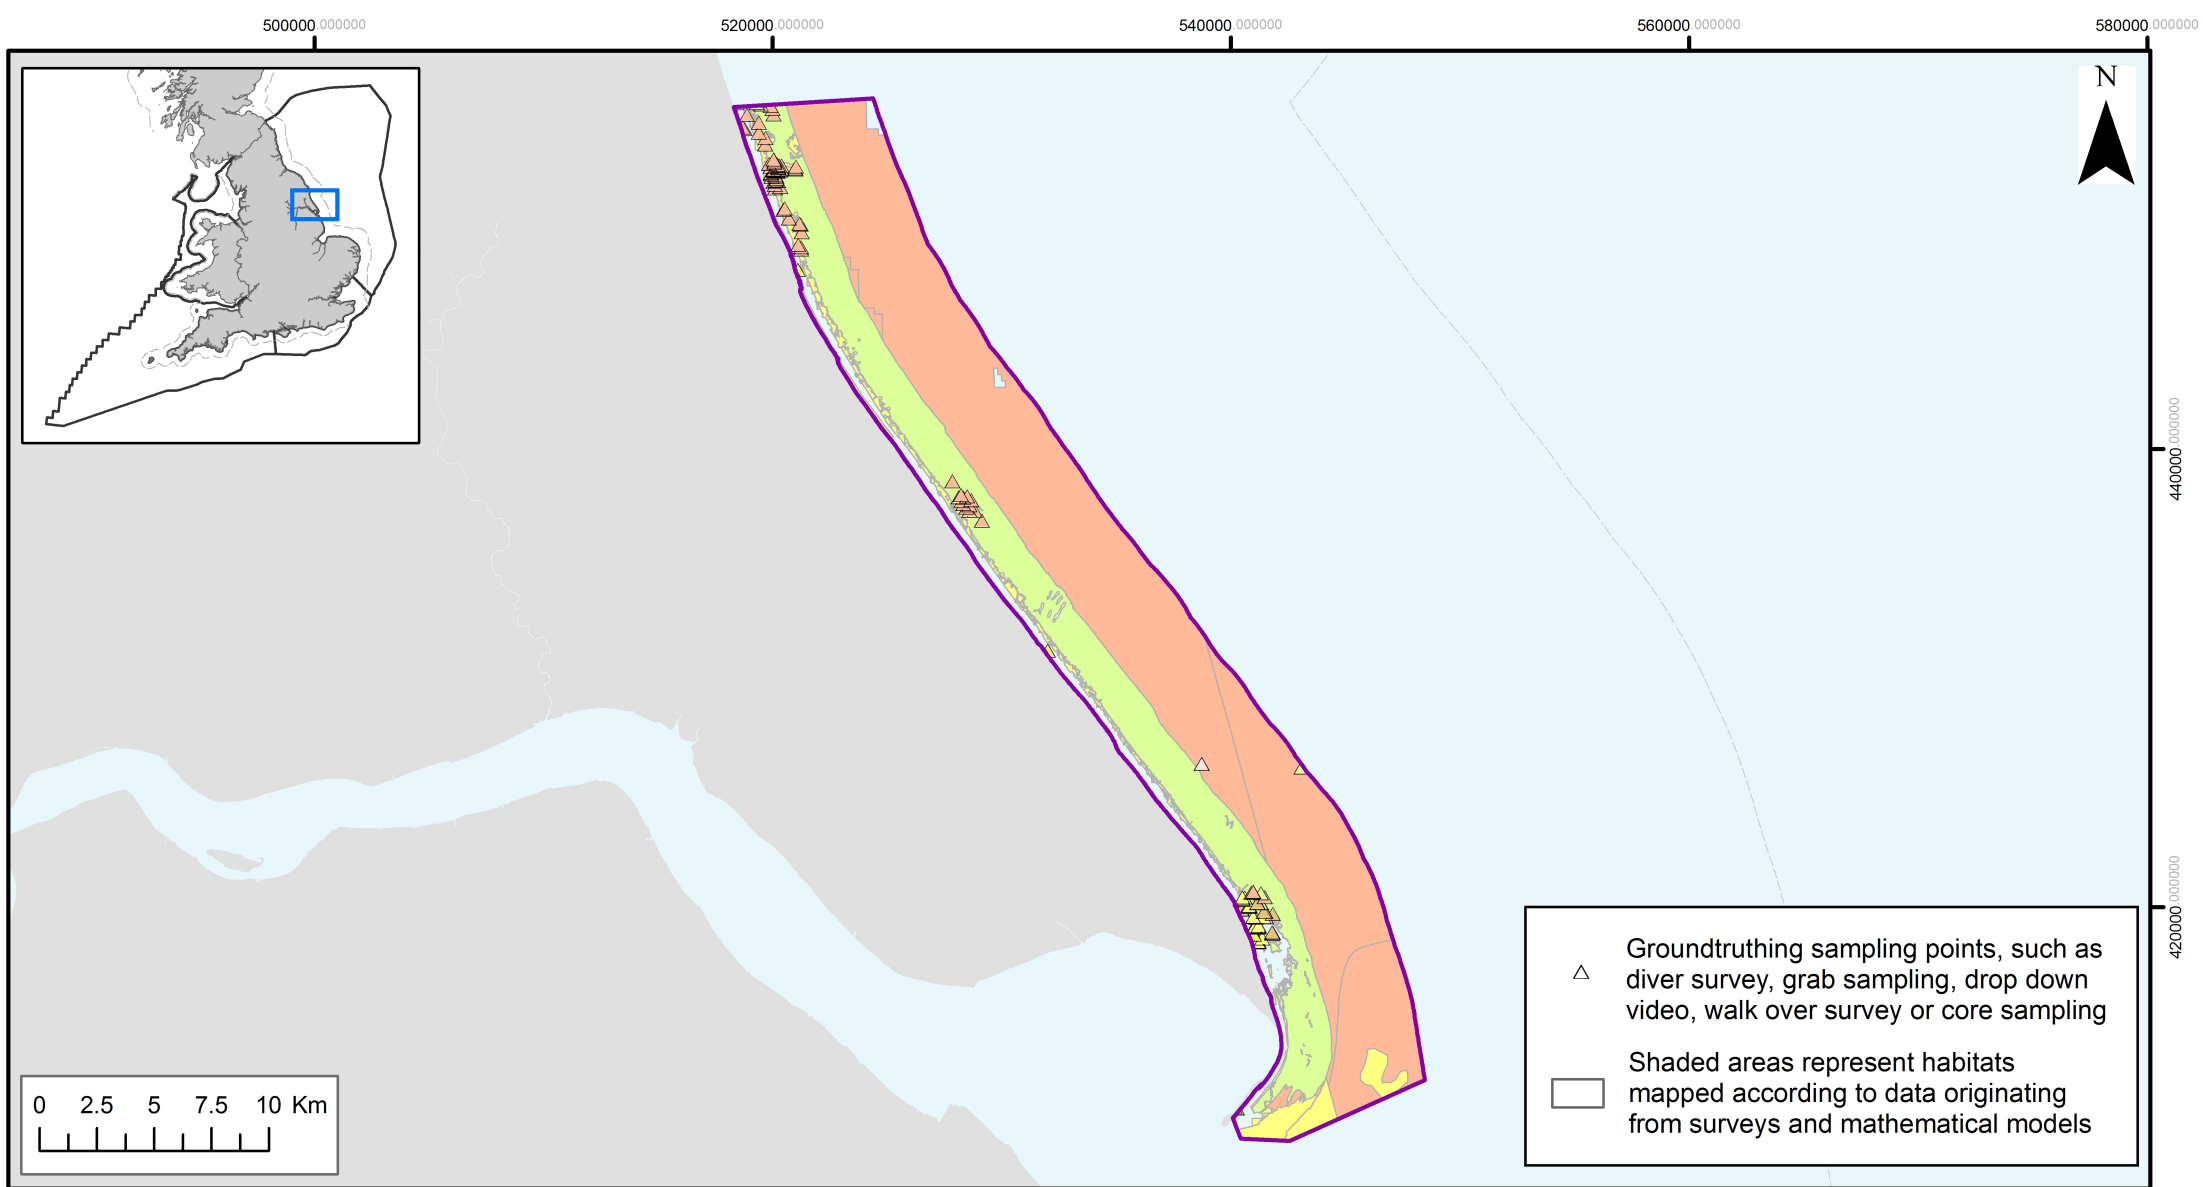 500000.000000
520000.000000
540000.000000
560000.000000
580000.000000
N
440000.000000
420000.000000
Groundtruthing sampling points, such as
diver survey, grab sampling, drop down
video, walk over survey or core sampling
Shaded areas represent habitats
mapped according to data originating
from surveys and mathematical models
0 2.5 5 7.5 10 Km